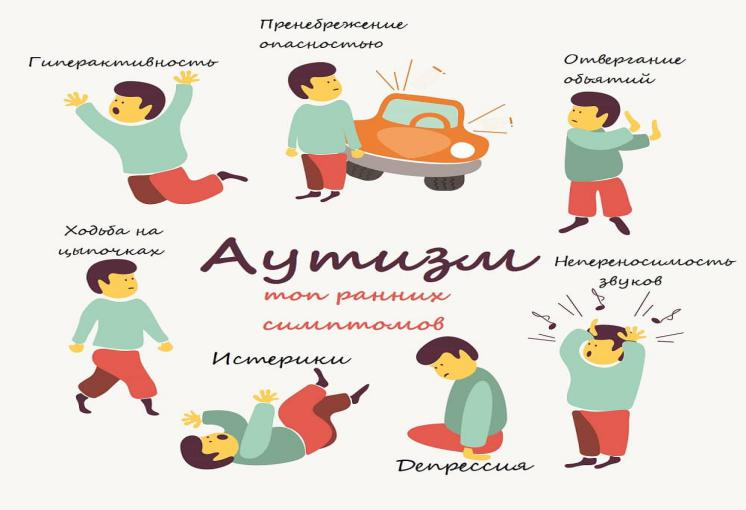 Гиперактивность
Пренебрежение
опасностью
Отвергание
объятий
Ходьба на
цыпочках
Аутизм
топ ранних
симптомов
Непереносимость
звуков
Истерики
Депрессия